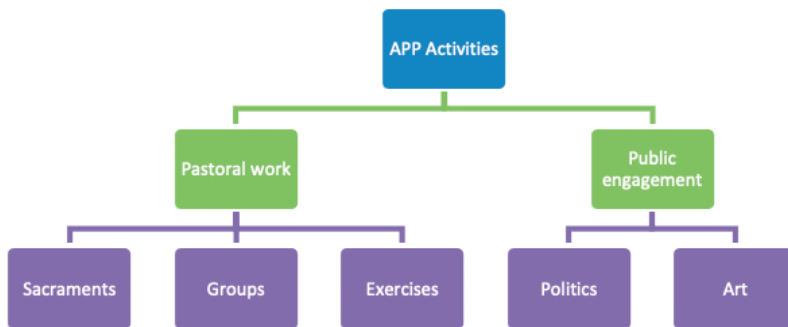 APP Activities
Pastoral work
Public
engagement
Sacraments
Groups
Exercises
Politics
Art